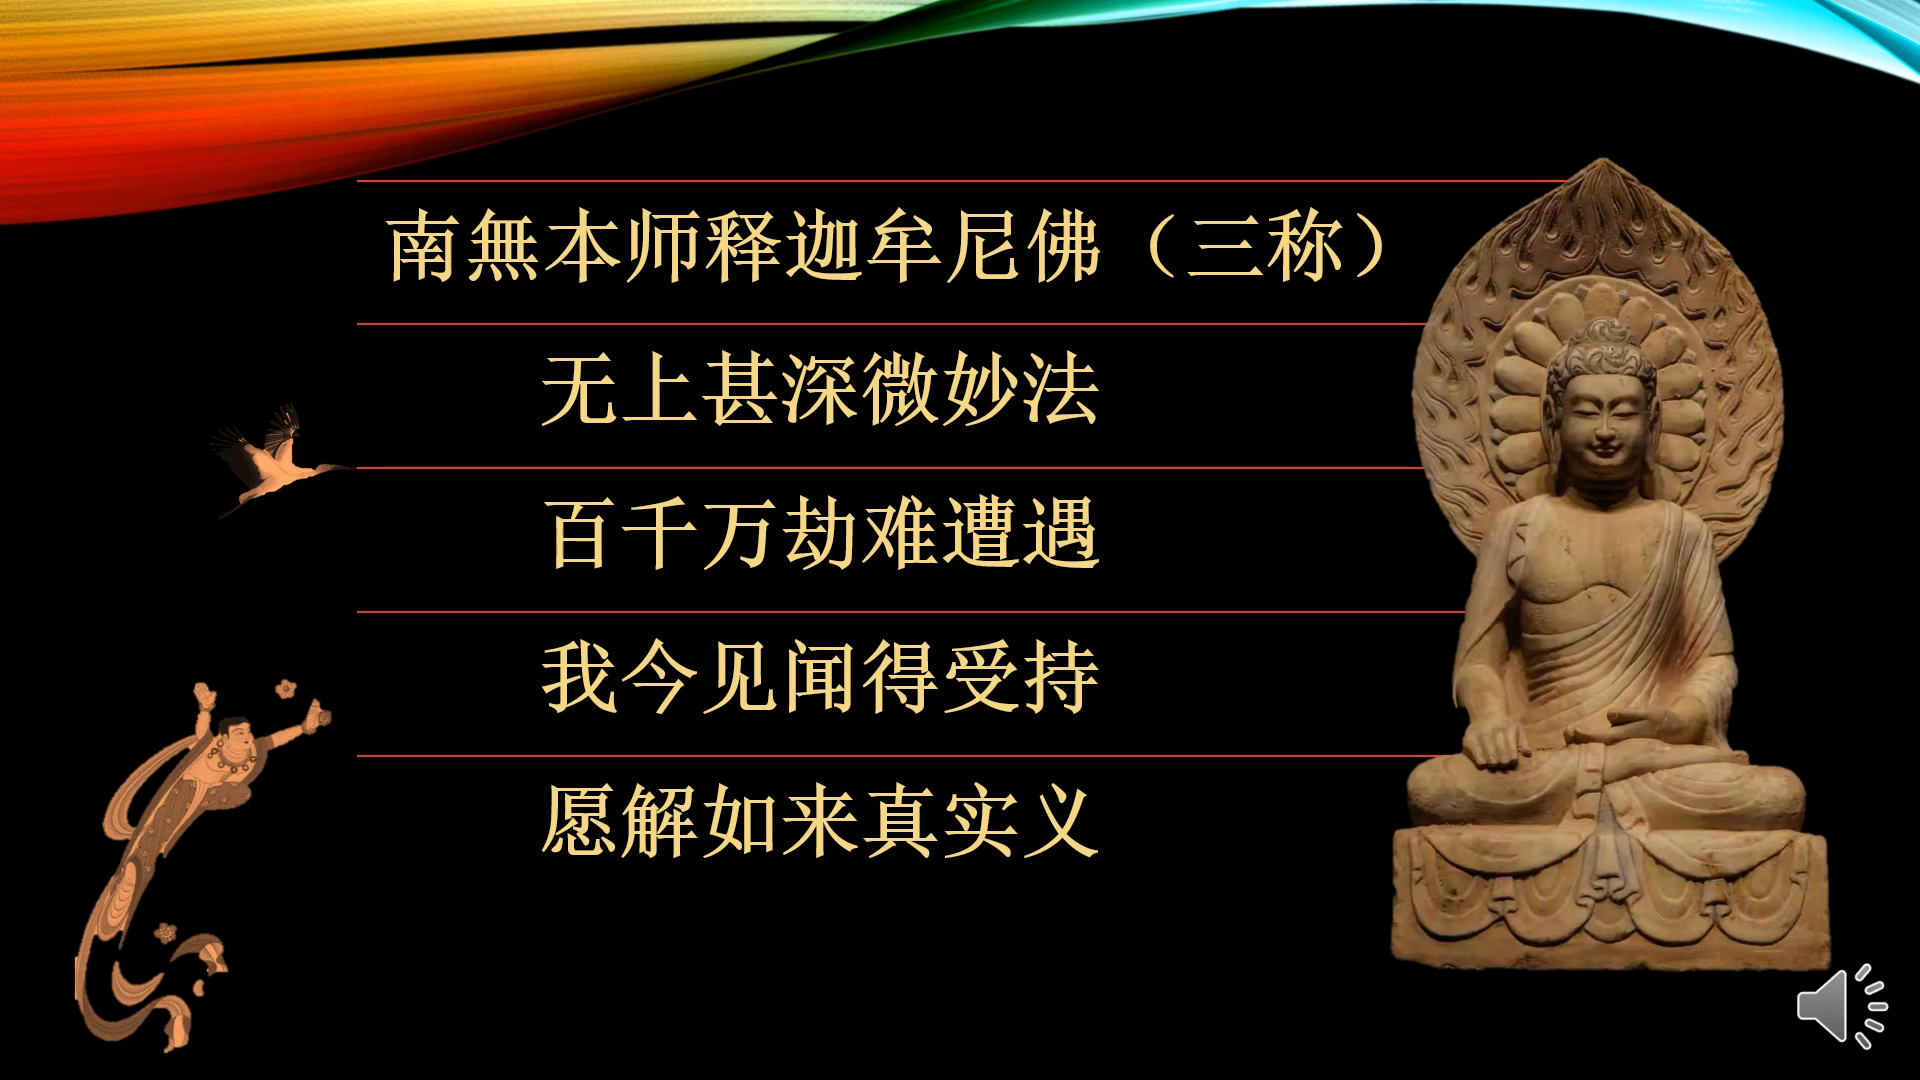 南無本师释迦牟尼佛（三称）
无上甚深微妙法
百千万劫难遭遇
我今见闻得受持
愿解如来真实义